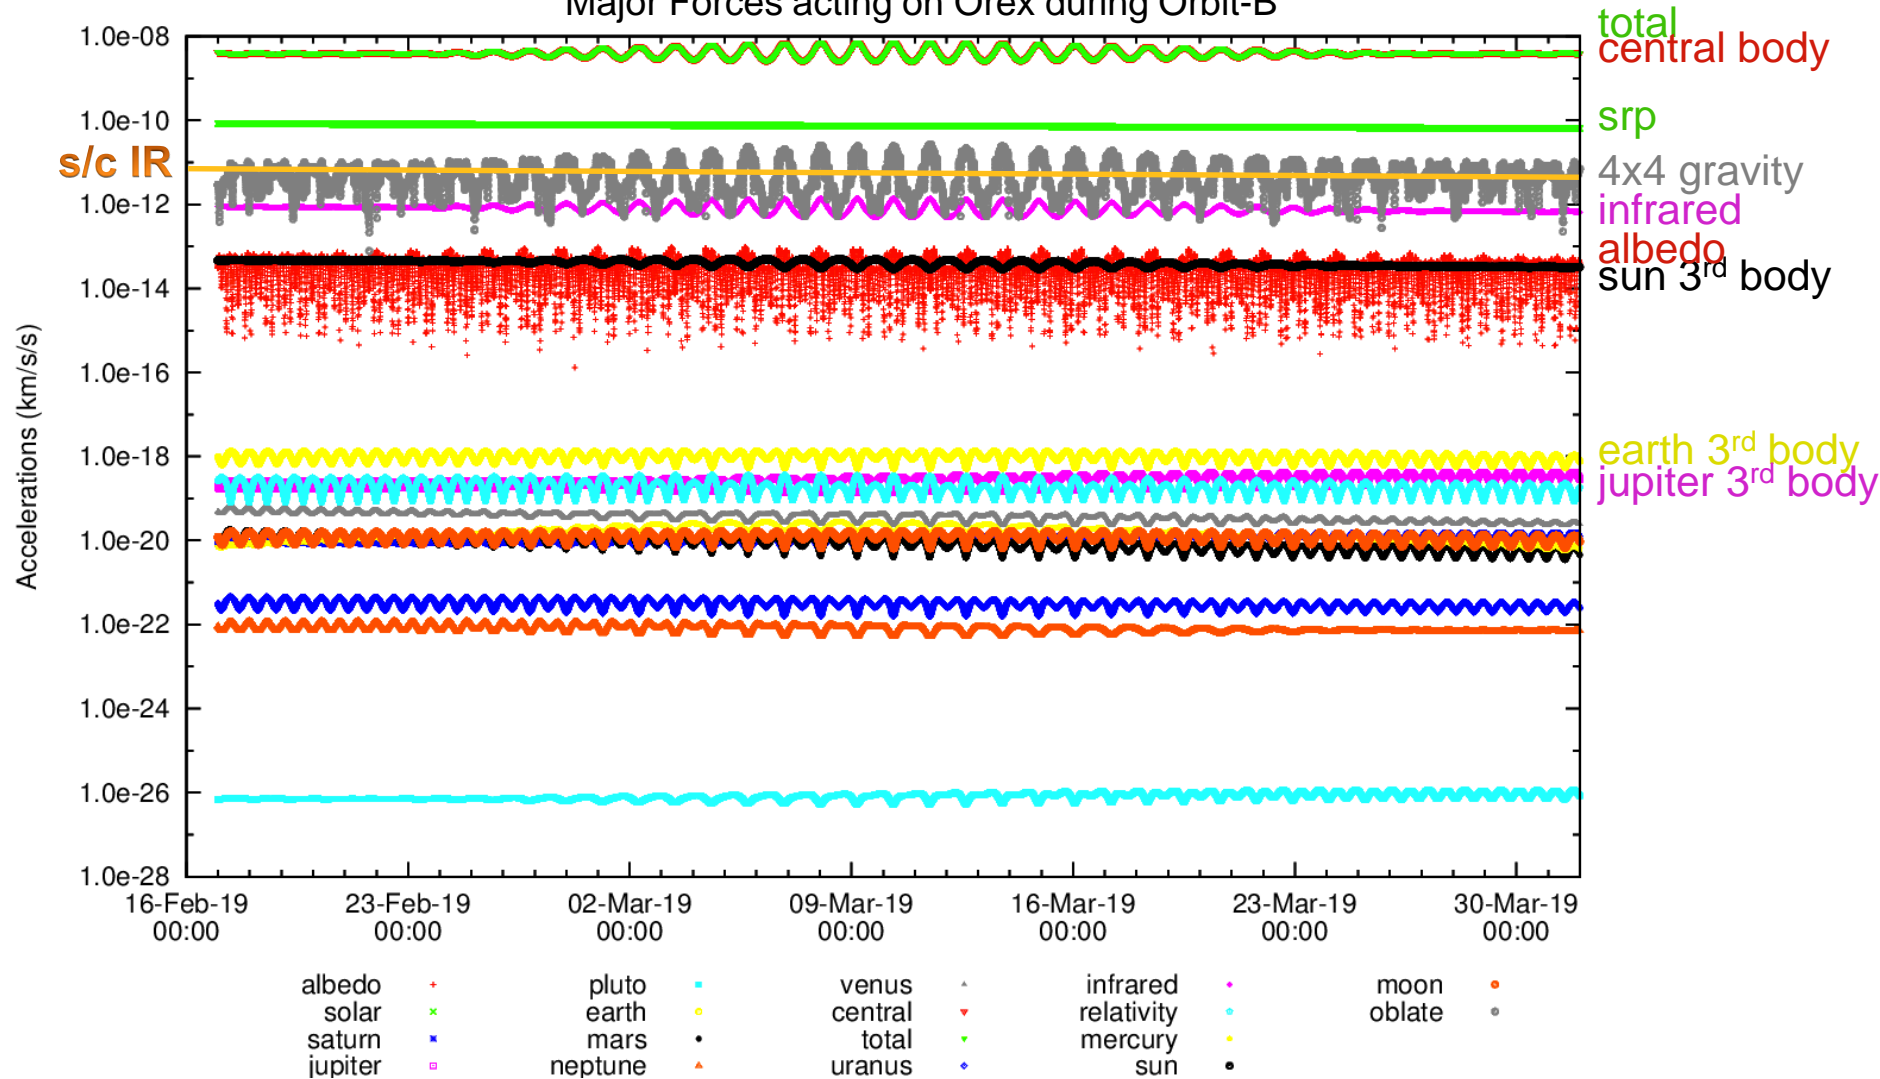 Major Forces acting on Orex during Orbit-B
total
central body
srp
s/c IR
4x4 gravity
infrared
albedo
sun 3rd body
earth 3rd body
jupiter 3rd body
Accelerations (km/s/s)
1.0e-08
1.0e-10
1.0e-12
1.0e-14
1.0e-16
1.0e-18
1.0e-20
1.0e-22
1.0e-24
1.0e-26
1.0e-28
16-Feb-19 23-Feb-19 02-Mar-19 09-Mar-19 16-Mar-19 23-Mar-19 30-Mar-19
00:00 00:00 00:00 00:00 00:00 00:00 00:00
albedo pluto venus infrared moon
solar earth central relativity oblate
saturn mars total mercury
jupiter neptune uranus sun